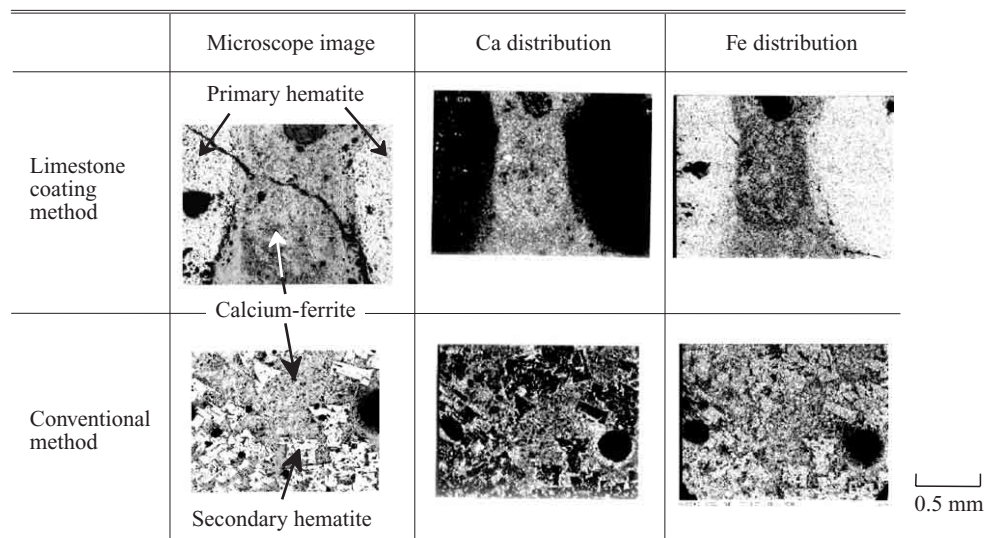 Microscope image
Ca distribution
Fe distribution
Limestone
coating
method
Primary hematite
Calcium-ferrite
Conventional
method
Secondary hematite
0.5 mm